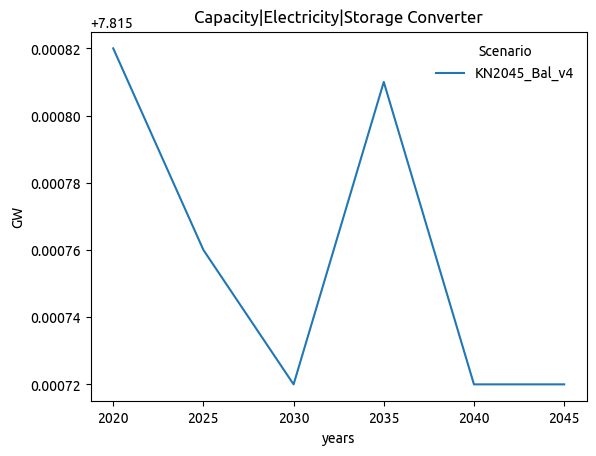 Capacity|Electricity|Storage Converter
+7.815
Scenario
KN2045_Bal_v4
0.00082
0.00080
0.00078
0.00076
0.00074
0.00072
GW
2020 2025 2030 2035 2040 2045
years